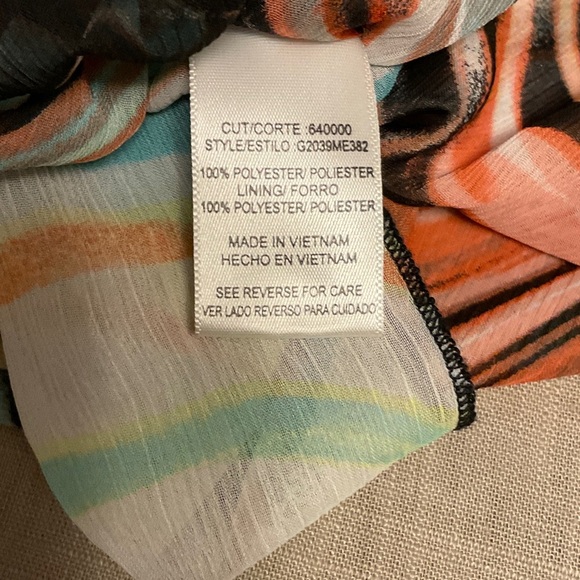 CUT/CORTE :640000
STYLE/ESTILO :G2039ME382
100% POLYESTER/ POLIESTER
LINING/ FORRO
100% POLYESTER/ POLIESTER
MADE IN VIETNAM
HECHO EN VIETNAM
SEE REVERSE FOR CARE
VER LADO REVERSO PARA CUIDADO